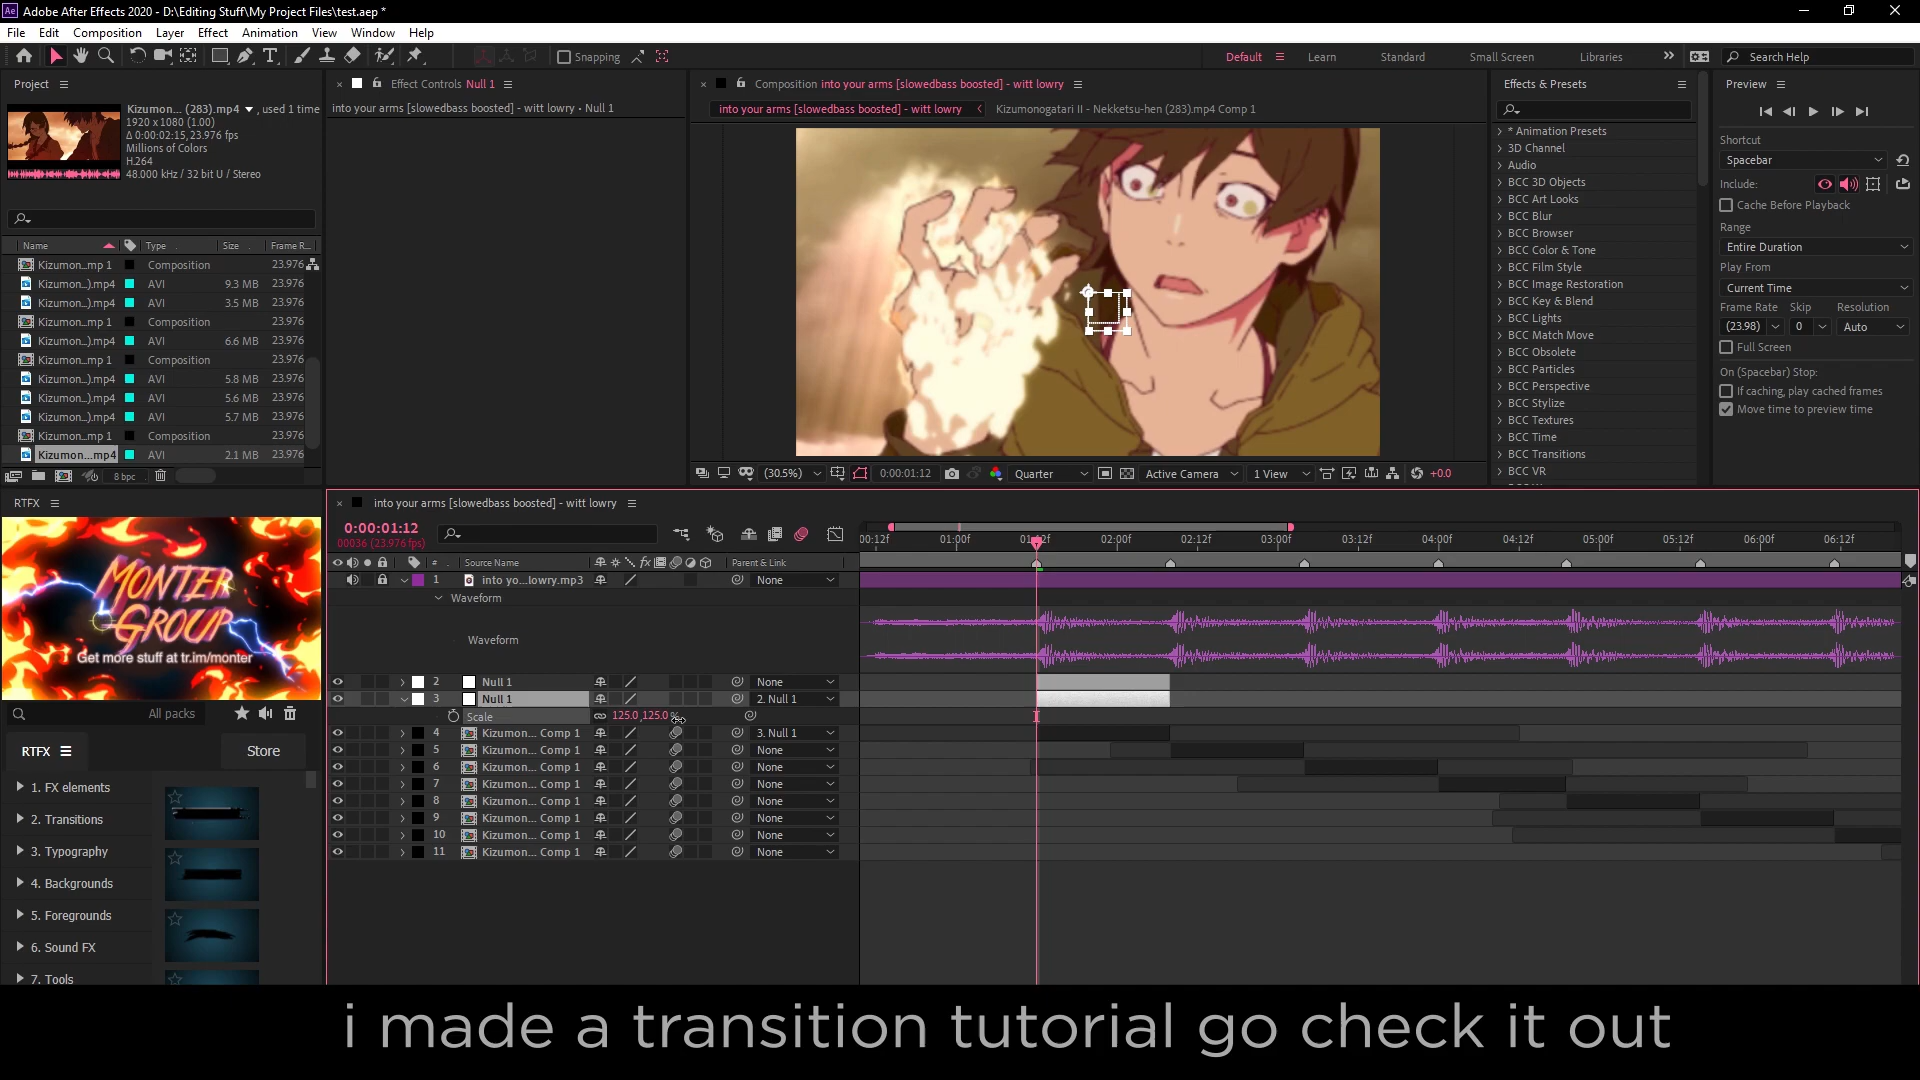 Adobe After Effects 2020 - D:\Editing Stuff\My Project Files\test.aep *
File Edit Composition Layer Effect Animation View Window Help
Snapping
Default Learn Standard Small Screen Libraries Search Help
Project
Kizumon... (283).mp4 , used 1 time
1920 x 1080 (1.00)
Δ 0:00:02:15, 23.976 fps
Millions of Colors
H.264
48.000 kHz / 32 bit U / Stereo
Name Type Size Frame R...
Kizumon...mp 1 Composition 23.976
Kizumon...).mp4 AVI 9.3 MB 23.976
Kizumon...).mp4 AVI 3.5 MB 23.976
Kizumon...mp 1 Composition 23.976
Kizumon...).mp4 AVI 6.6 MB 23.976
Kizumon...mp 1 Composition 23.976
Kizumon...).mp4 AVI 5.8 MB 23.976
Kizumon...).mp4 AVI 5.6 MB 23.976
Kizumon...).mp4 AVI 5.7 MB 23.976
Kizumon...mp 1 Composition 23.976
Kizumon....mp4 AVI 2.1 MB 23.976
8 bpc
Effect Controls Null 1
into your arms [slowedbass boosted] - witt lowry • Null 1
Composition into your arms [slowedbass boosted] - witt lowry
into your arms [slowedbass boosted] - witt lowry Kizumonogatari II - Nekketsu-hen (283).mp4 Comp 1
(30.5%) 0:00:01:12 Quarter Active Camera 1 View +0.0
Effects & Presets
* Animation Presets
3D Channel
Audio
BCC 3D Objects
BCC Art Looks
BCC Blur
BCC Browser
BCC Color & Tone
BCC Film Style
BCC Image Restoration
BCC Key & Blend
BCC Lights
BCC Match Move
BCC Obsolete
BCC Particles
BCC Perspective
BCC Stylize
BCC Textures
BCC Time
BCC Transitions
BCC VR
Preview
Shortcut
Spacebar
Include:
Cache Before Playback
Range
Entire Duration
Play From
Current Time
Frame Rate Skip Resolution
(23.98) 0 Auto
Full Screen
On (Spacebar) Stop:
If caching, play cached frames
Move time to preview time
RTFX
MONTER
GROUP
Get more stuff at tr.im/monter
All packs
RTFX Store
1. FX elements
2. Transitions
3. Typography
4. Backgrounds
5. Foregrounds
6. Sound FX
7. Tools
into your arms [slowedbass boosted] - witt lowry
0:00:01:12
00036 (23.976 fps)
00:12f 01:00f 01:12f 02:00f 02:12f 03:00f 03:12f 04:00f 04:12f 05:00f 05:12f 06:00f 06:12f
# Source Name Parent & Link
1 into yo...lowry.mp3 None
Waveform
Waveform
2 Null 1 None
3 Null 1 2. Null 1
Scale 125.0,125.0 %
4 Kizumon... Comp 1 3. Null 1
5 Kizumon... Comp 1 None
6 Kizumon... Comp 1 None
7 Kizumon... Comp 1 None
8 Kizumon... Comp 1 None
9 Kizumon... Comp 1 None
10 Kizumon... Comp 1 None
11 Kizumon... Comp 1 None
i made a transition tutorial go check it out